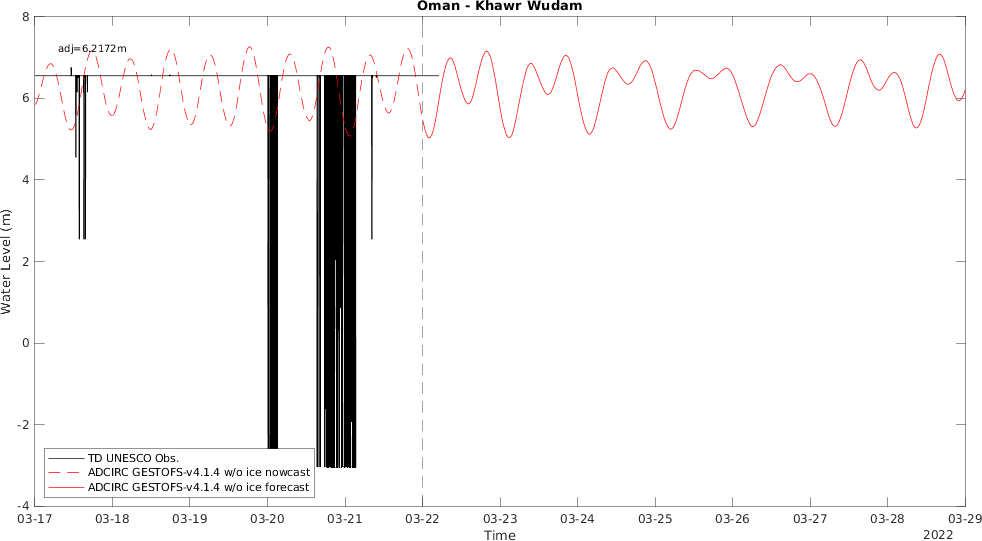 Oman - Khawr Wudam
adj=6.2172m
8
6
4
2
0
-2
-4
Water Level (m)
TD UNESCO Obs.
ADCIRC GESTOFS-v4.1.4 w/o ice nowcast
ADCIRC GESTOFS-v4.1.4 w/o ice forecast
03-17 03-18 03-19 03-20 03-21 03-22 03-23 03-24 03-25 03-26 03-27 03-28 03-29
Time
2022